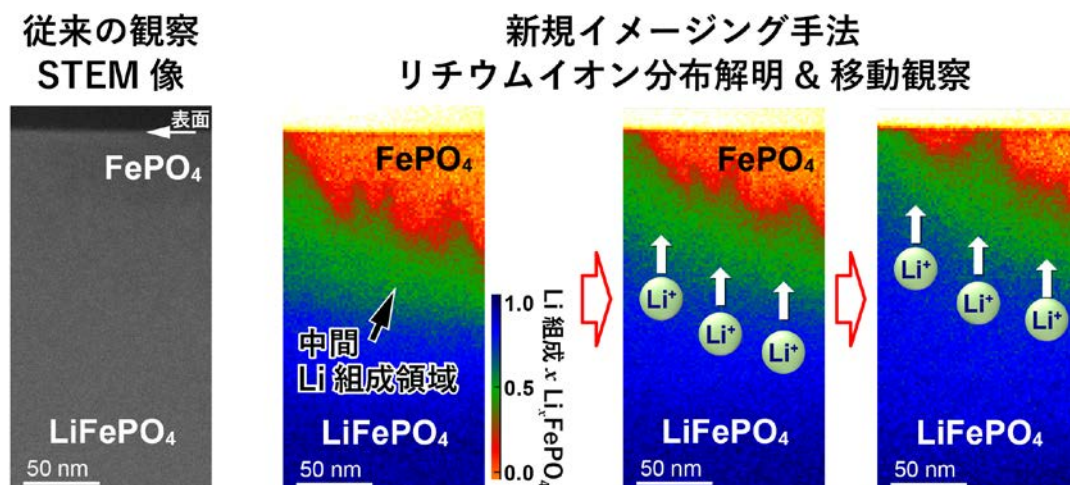 従来の観察
STEM 像
新規イメージング手法
リチウムイオン分布解明 & 移動観察
表面
FePO₄
LiFePO₄
50 nm
FePO₄
中間
Li 組成領域
LiFePO₄
50 nm
1.0
0.5
0.0
Li 組成 x LiₓFePO₄
FePO₄
Li⁺
Li⁺
Li⁺
LiFePO₄
50 nm
FePO₄
Li⁺
Li⁺
Li⁺
LiFePO₄
50 nm